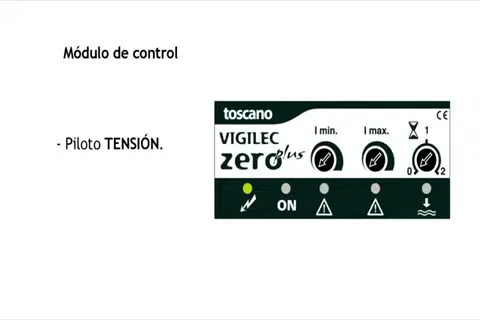 Módulo de control
- Piloto TENSIÓN.
toscano
CE
VIGILEC
zero plus
I min.
I max.
1
0
2
ON